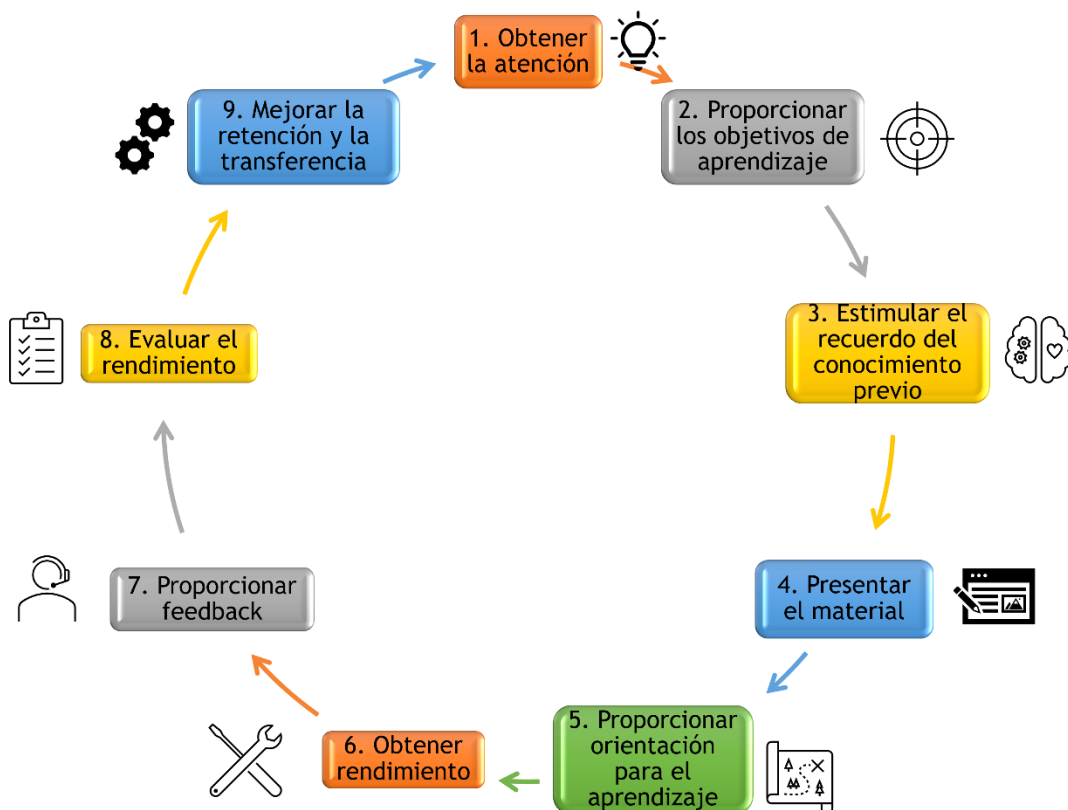 1. Obtener
la atención
2. Proporcionar
los objetivos de
aprendizaje
3. Estimular el
recuerdo del
conocimiento
previo
4. Presentar
el material
5. Proporcionar
orientación
para el
aprendizaje
6. Obtener
rendimiento
7. Proporcionar
feedback
8. Evaluar el
rendimiento
9. Mejorar la
retención y la
transferencia